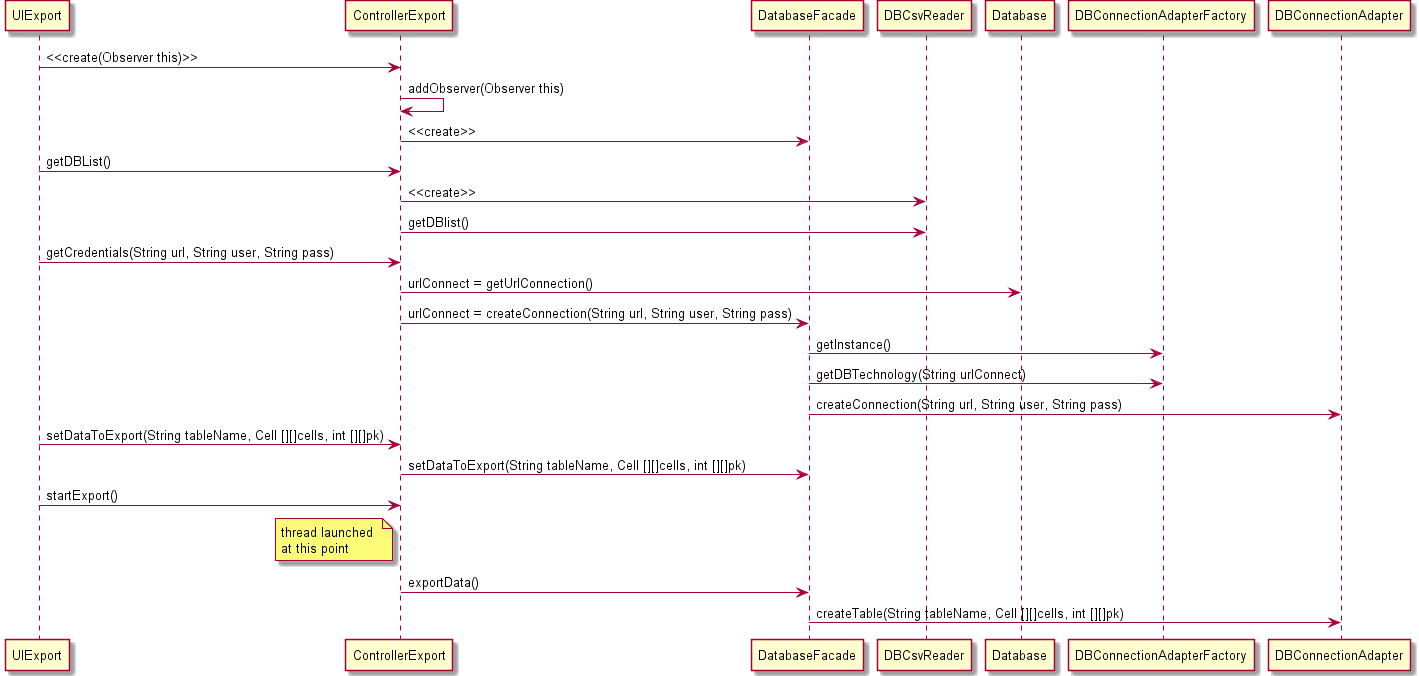 UIExport
ControllerExport
DatabaseFacade
DBCsvReader
Database
DBConnectionAdapterFactory
DBConnectionAdapter
<<create(Observer this)>>
addObserver(Observer this)
<<create>>
getDBList()
<<create>>
getDBlist()
getCredentials(String url, String user, String pass)
urlConnect = getUrlConnection()
urlConnect = createConnection(String url, String user, String pass)
getInstance()
getDBTechnology(String urlConnect)
createConnection(String url, String user, String pass)
setDataToExport(String tableName, Cell [][]cells, int [][]pk)
setDataToExport(String tableName, Cell [][]cells, int [][]pk)
startExport()
thread launched
at this point
exportData()
createTable(String tableName, Cell [][]cells, int [][]pk)
UIExport
ControllerExport
DatabaseFacade
DBCsvReader
Database
DBConnectionAdapterFactory
DBConnectionAdapter